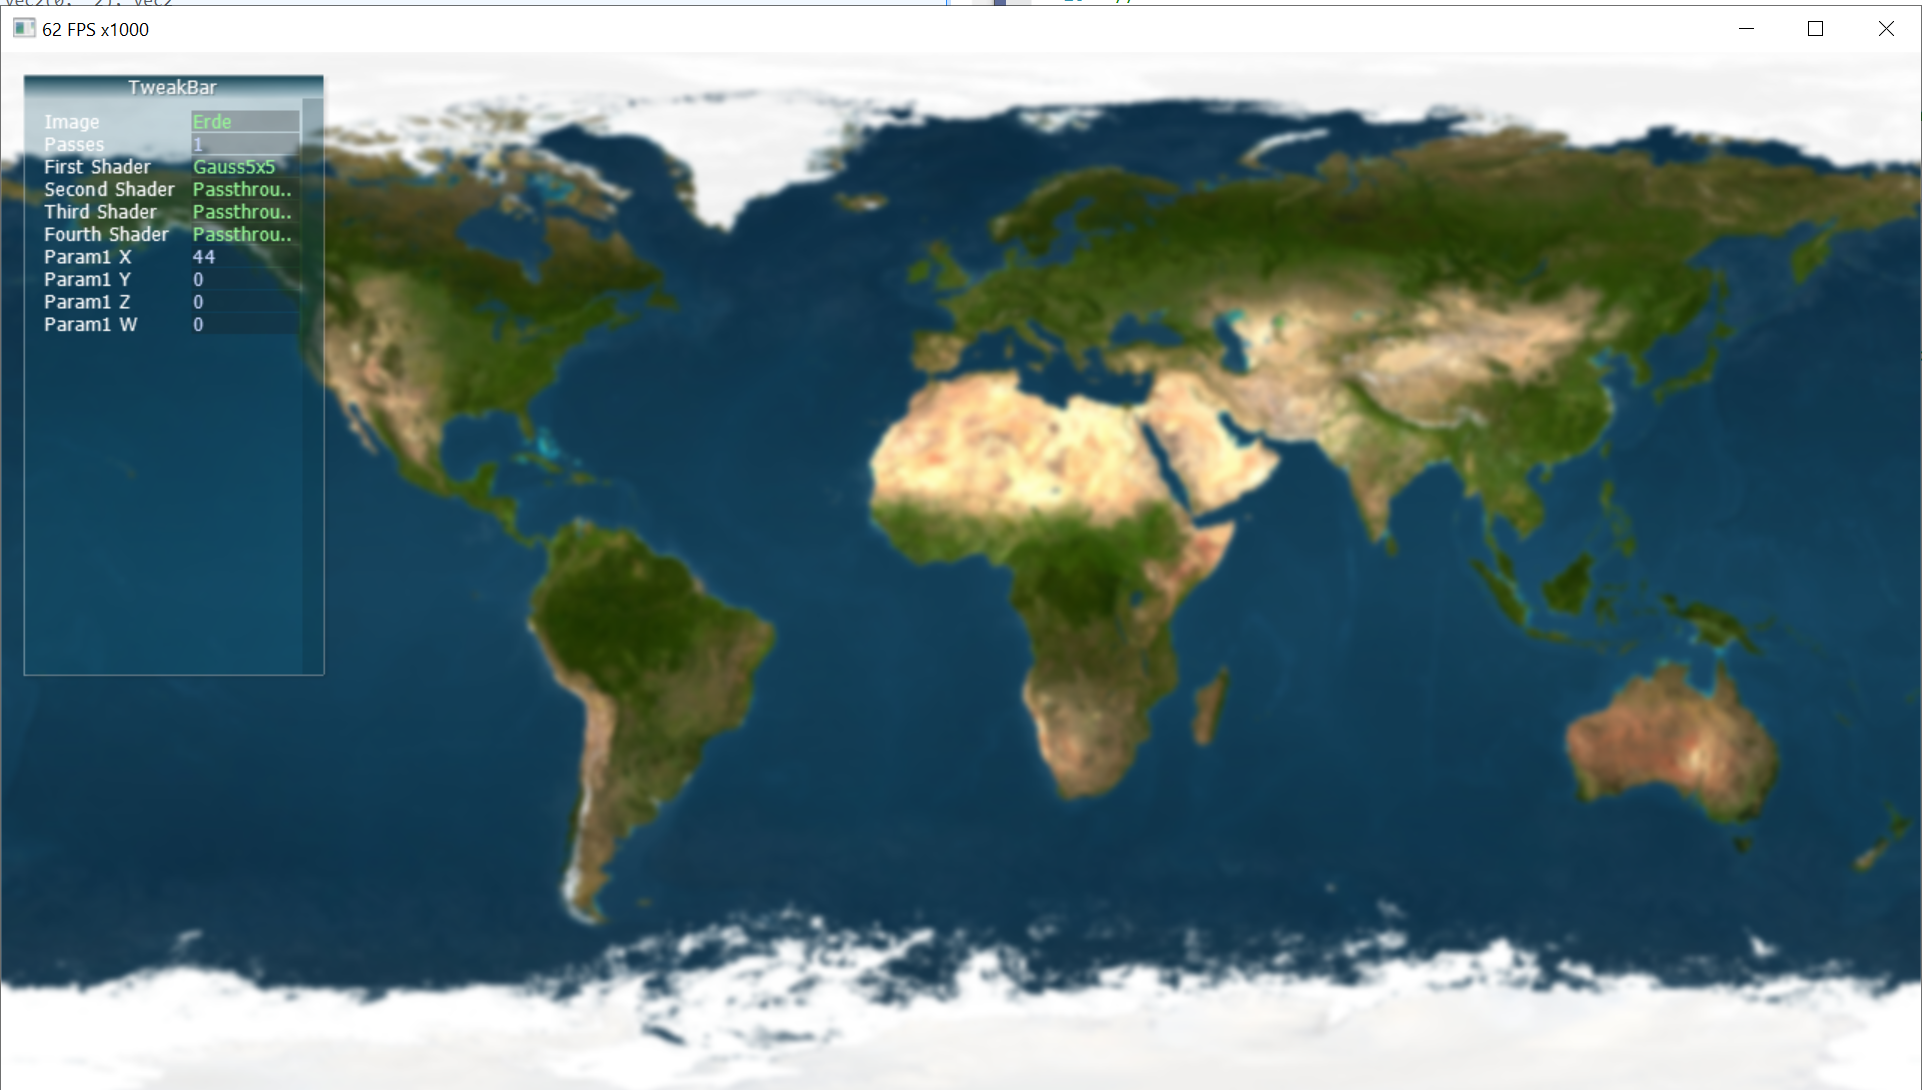 62 FPS x1000
TweakBar
Image Erde
Passes 1
First Shader Gauss5x5
Second Shader Passthrou..
Third Shader Passthrou..
Fourth Shader Passthrou..
Param1 X 44
Param1 Y 0
Param1 Z 0
Param1 W 0